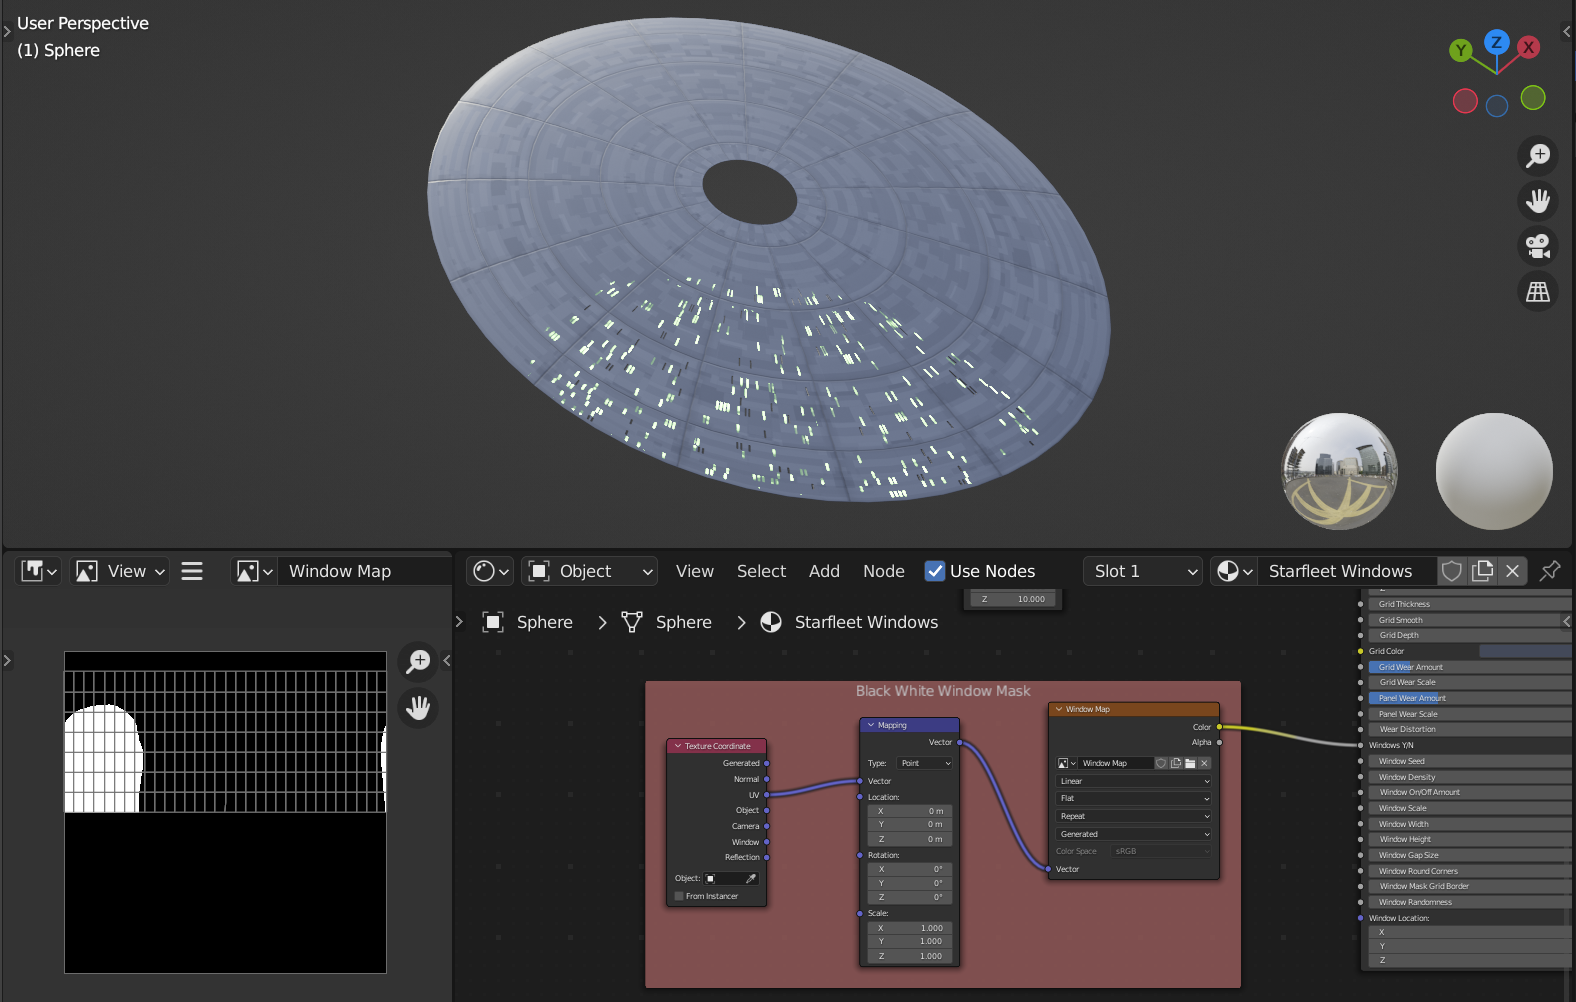 User Perspective
(1) Sphere
Y
Z
X
View
Window Map
Object
View
Select
Add
Node
Use Nodes
Slot 1
Starfleet Windows
Z 10.000
Sphere > Sphere > Starfleet Windows
Black White Window Mask
Texture Coordinate
Generated
Normal
UV
Object
Camera
Window
Reflection
Object:
From Instancer
Mapping
Vector
Type: Point
Vector
Location:
X 0 m
Y 0 m
Z 0 m
Rotation:
X 0°
Y 0°
Z 0°
Scale:
X 1.000
Y 1.000
Z 1.000
Window Map
Color
Alpha
Window Map
Linear
Flat
Repeat
Generated
Color Space sRGB
Vector
Grid Thickness
Grid Smooth
Grid Depth
Grid Color
Grid Wear Amount
Grid Wear Scale
Panel Wear Amount
Panel Wear Scale
Wear Distortion
Windows Y/N
Window Seed
Window Density
Window On/Off Amount
Window Scale
Window Width
Window Height
Window Gap Size
Window Round Corners
Window Mask Grid Border
Window Randomness
Window Location:
X
Y
Z